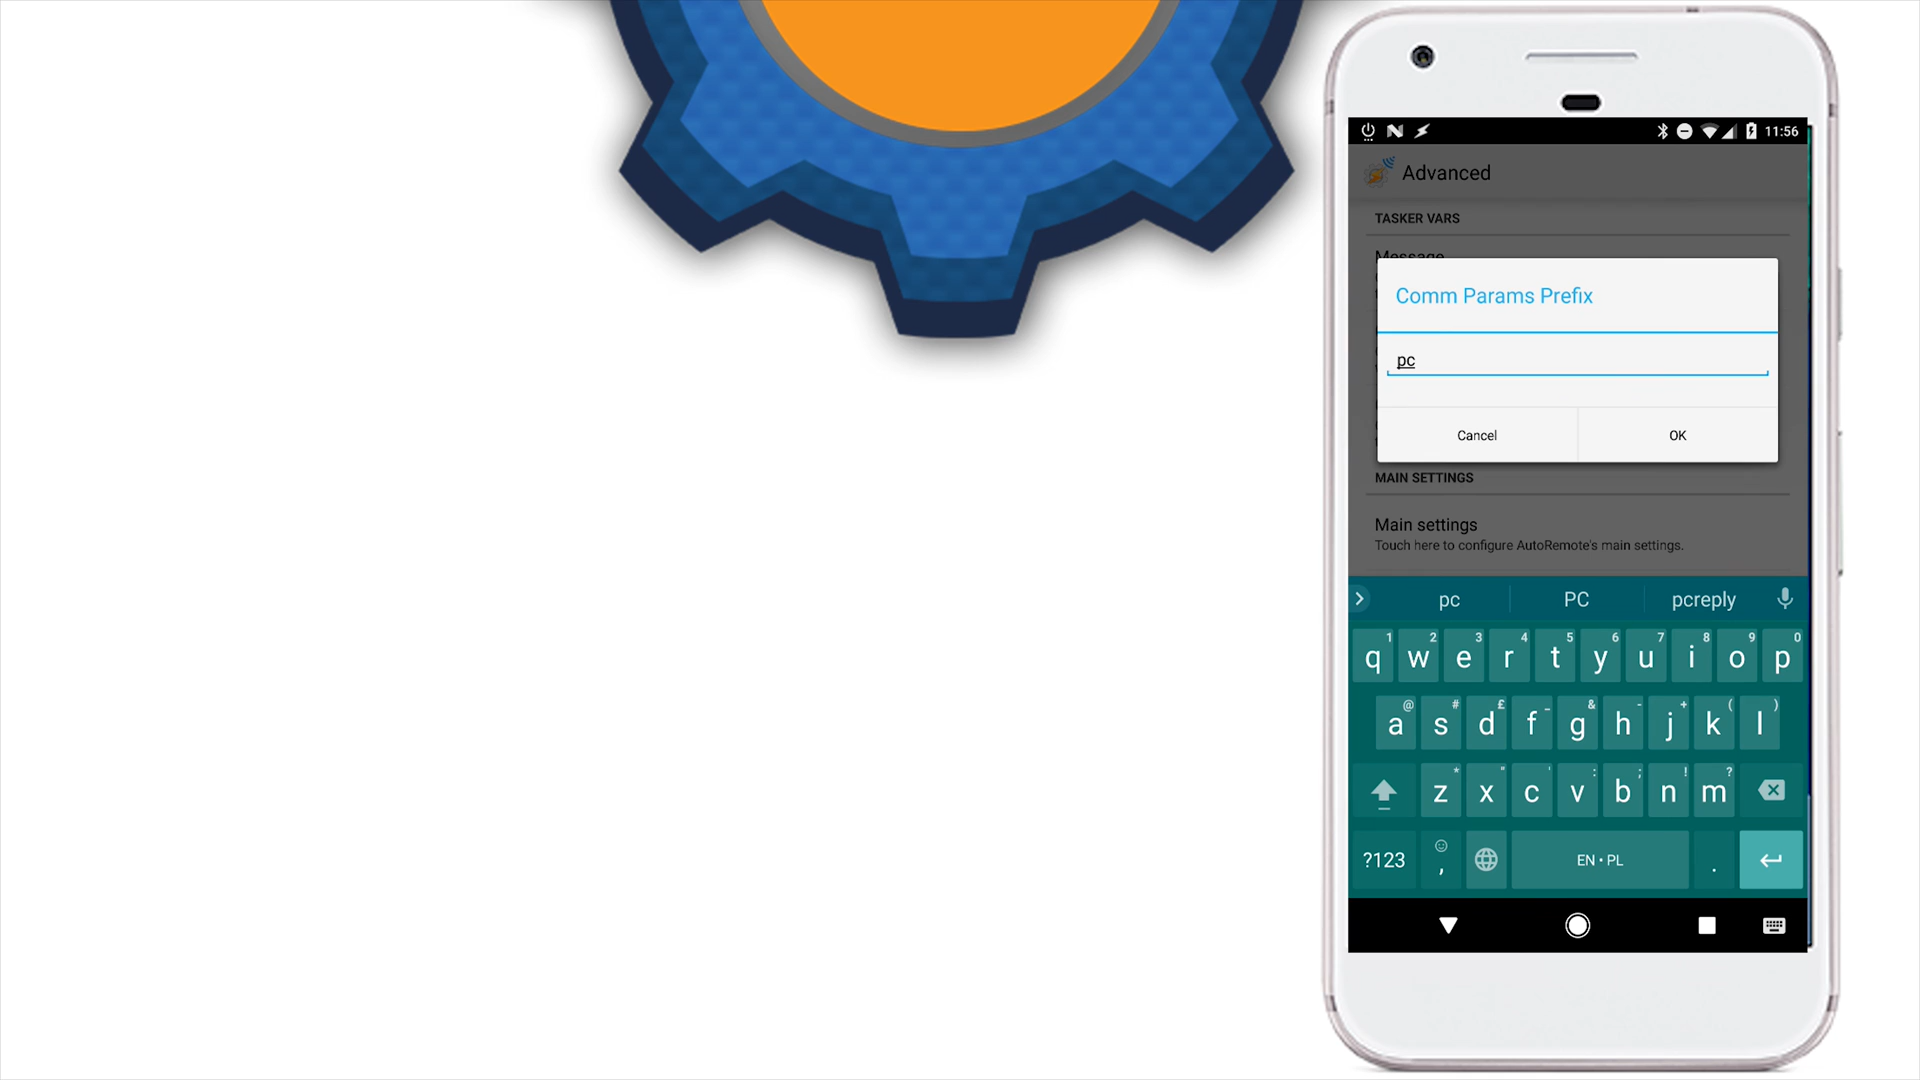 11:56
Advanced
TASKER VARS
Message
Comm Params Prefix
pc
Cancel
OK
MAIN SETTINGS
Main settings
Touch here to configure AutoRemote's main settings.
pc PC pcreply
1 2 3 4 5 6 7 8 9 0
q w e r t y u i o p
@ # £ _ & - + ( )
a s d f g h j k l
* " ' : ; ! ?
z x c v b n m
?123 , EN • PL .